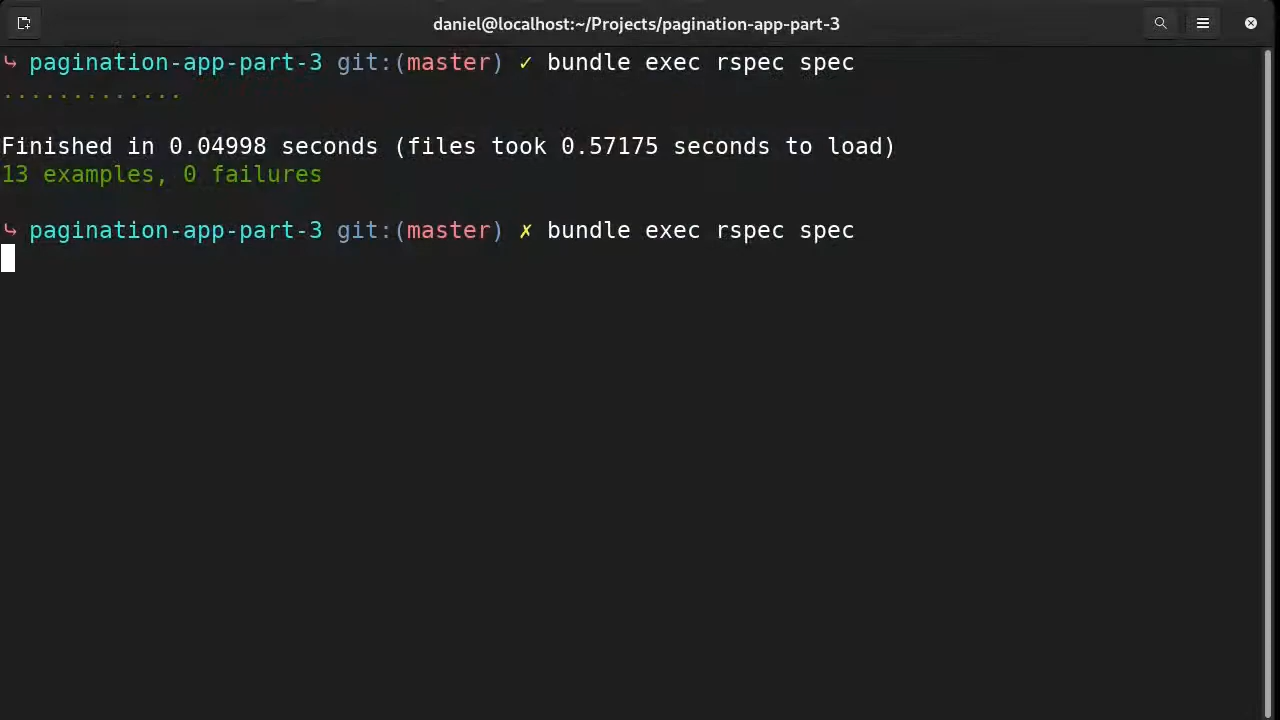 daniel@localhost:~/Projects/pagination-app-part-3
↪ pagination-app-part-3 git:(master) ✓ bundle exec rspec spec
.............
Finished in 0.04998 seconds (files took 0.57175 seconds to load)
13 examples, 0 failures
↪ pagination-app-part-3 git:(master) ✗ bundle exec rspec spec